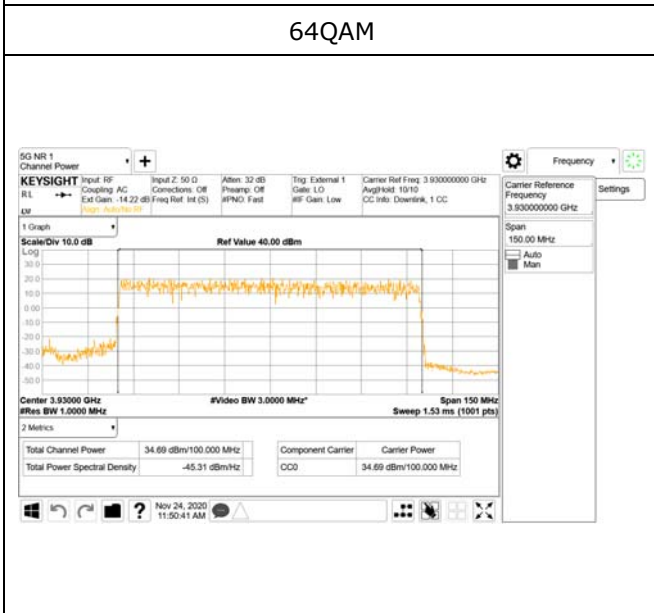 64QAM
5G NR 1
Channel Power
Frequency
KEYSIGHT Input: RF Input Z: 50 Ω Atten: 32 dB Trig: External 1 Carrier Ref Freq: 3.930000000 GHz
RL Coupling: AC Corrections: Off Preamp: Off Gate: LO Avg|Hold: 10/10
Ext Gain: -14.22 dB Freq Ref: Int (S) #PNO: Fast #IF Gain: Low CC Info: Downlink, 1 CC
Align: Auto/No RF
Carrier Reference
Frequency
3.930000000 GHz
Settings
Span
150.00 MHz
Auto
Man
1 Graph
Scale/Div 10.0 dB Ref Value 40.00 dBm
Log
30.0
20.0
10.0
0.00
-10.0
-20.0
-30.0
-40.0
-50.0
Center 3.93000 GHz #Video BW 3.0000 MHz* Span 150 MHz
#Res BW 1.0000 MHz Sweep 1.53 ms (1001 pts)
2 Metrics
Total Channel Power 34.69 dBm/100.000 MHz Component Carrier Carrier Power
Total Power Spectral Density -45.31 dBm/Hz CC0 34.69 dBm/100.000 MHz
Nov 24, 2020
11:50:41 AM